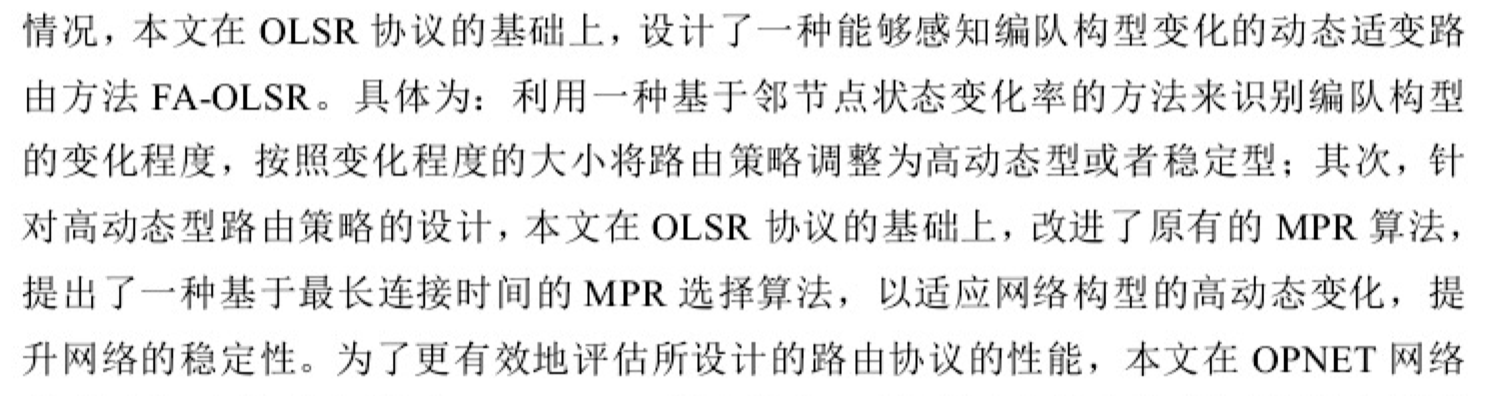 情况，本文在 OLSR 协议的基础上，设计了一种能够感知编队构型变化的动态适变路
由方法 FA-OLSR。具体为：利用一种基于邻节点状态变化率的方法来识别编队构型
的变化程度，按照变化程度的大小将路由策略调整为高动态型或者稳定型；其次，针
对高动态型路由策略的设计，本文在 OLSR 协议的基础上，改进了原有的 MPR 算法，
提出了一种基于最长连接时间的 MPR 选择算法，以适应网络构型的高动态变化，提
升网络的稳定性。为了更有效地评估所设计的路由协议的性能，本文在 OPNET 网络